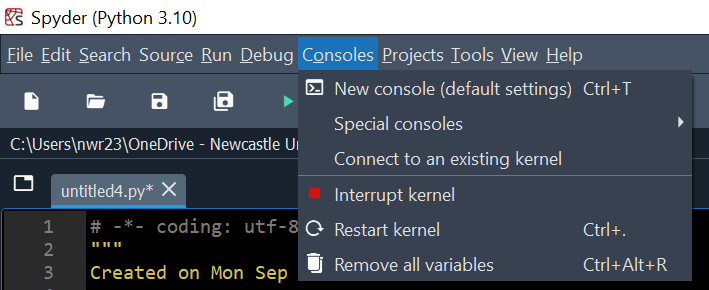 Spyder (Python 3.10)
File Edit Search Source Run Debug Consoles Projects Tools View Help
New console (default settings) Ctrl+T
Special consoles
C:\Users\nwr23\OneDrive - Newcastle Un
Connect to an existing kernel
untitled4.py*
Interrupt kernel
1 # -*- coding: utf-8
Restart kernel Ctrl+.
2 """
3 Created on Mon Sep
Remove all variables Ctrl+Alt+R